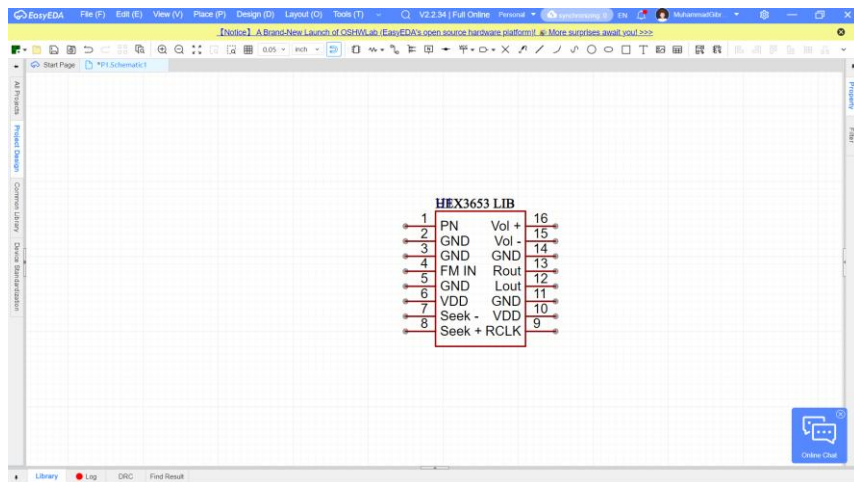 EasyEDA File (F) Edit (E) View (V) Place (P) Design (D) Layout (O) Tools (T) V2.2.34 | Full Online Personal synchronizing 0 EN MuhammadGibr...
【Notice】 A Brand-New Launch of OSHWLab (EasyEDA's open source hardware platform)! More surprises await you! >>>
0.05 inch T
Start Page *P1.Schematic1
All Projects
Project Design
Common Library
Device Standardization
Property
Filter
HEX3653 LIB
1 PN Vol + 16
2 GND Vol - 15
3 GND GND 14
4 FM IN Rout 13
5 GND Lout 12
6 VDD GND 11
7 Seek - VDD 10
8 Seek + RCLK 9
Online Chat
Library Log DRC Find Result